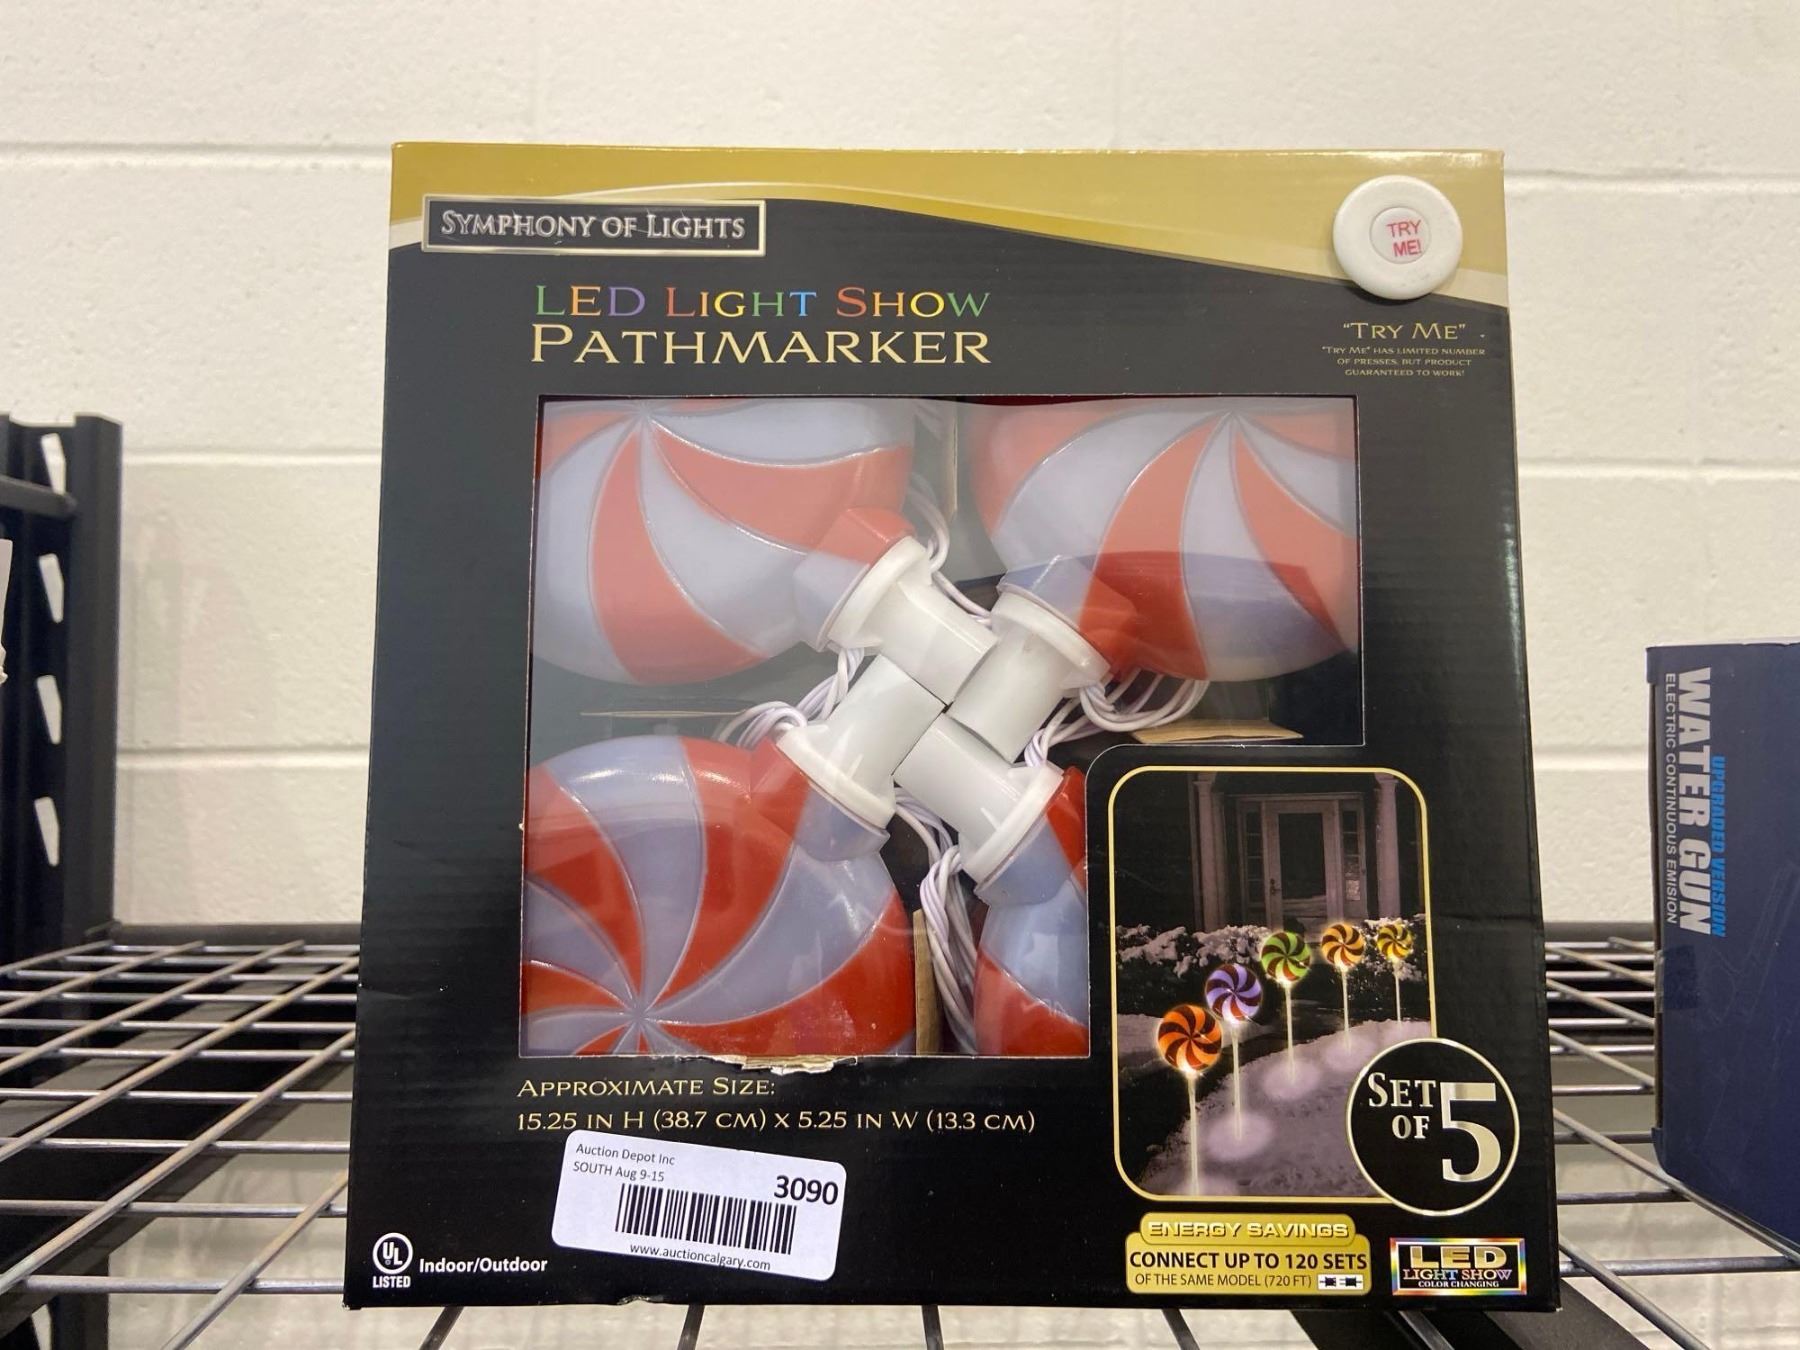 SYMPHONY OF LIGHTS
TRY
ME!
LED LIGHT SHOW
PATHMARKER
"TRY ME"
"TRY ME" HAS LIMITED NUMBER
OF PRESSES, BUT PRODUCT
GUARANTEED TO WORK!
APPROXIMATE SIZE:
15.25 IN H (38.7 CM) X 5.25 IN W (13.3 CM)
SET
OF 5
Auction Depot Inc
SOUTH Aug 9-15
3090
www.auctioncalgary.com
UL
LISTED
Indoor/Outdoor
ENERGY SAVINGS
CONNECT UP TO 120 SETS
OF THE SAME MODEL (720 FT)
LED
LIGHT SHOW
COLOR CHANGING
UPGRADED VERSION
WATER GUN
ELECTRIC CONTINUOUS EMISION